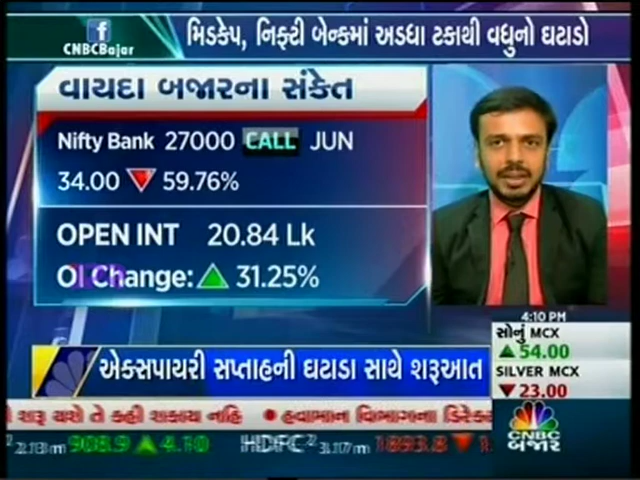 CNBCBajar
મિડકેપ, નિફ્ટી બેન્કમાં અડધા ટકાથી વધુનો ઘટાડો
વાયદા બજારના સંકેત
Nifty Bank 27000 CALL JUN
34.00 ▼ 59.76%
OPEN INT 20.84 Lk
OI Change: ▲ 31.25%
4:10 PM
સોનું MCX
▲ 54.00
SILVER MCX
▼ 23.00
એક્સપાયરી સપ્તાહની ઘટાડા સાથે શરૂઆત
શરૂ થશે તે કહી શકાય નહિ ● હવામાન વિભાગના ડિરેક્ટ
908.9 ▲ 4.10 HDFC 1893.8 ▼
CNBC
બજાર